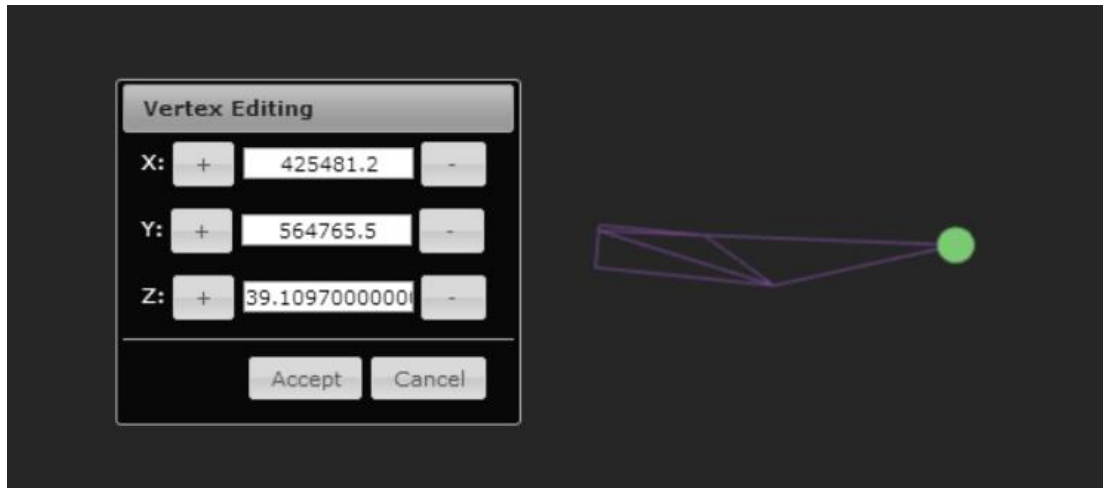 Vertex Editing
X: + 425481.2 -
Y: + 564765.5 -
Z: + 39.10970000000 -
Accept Cancel